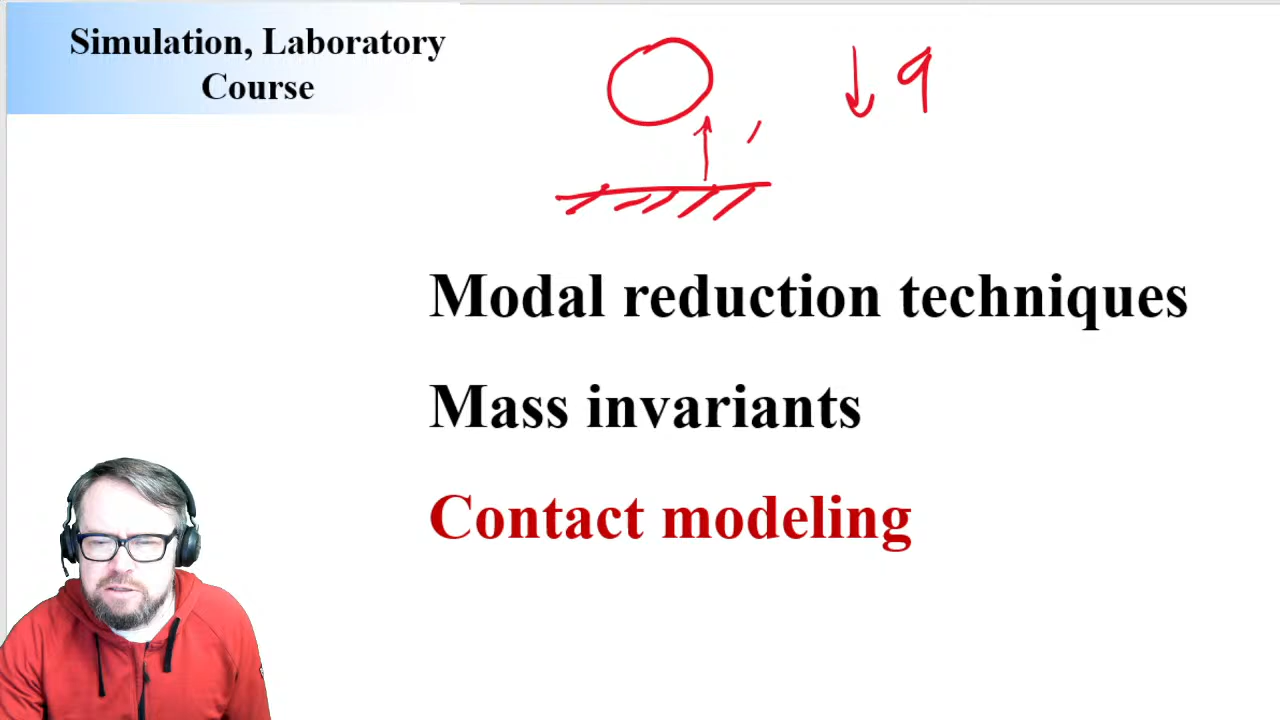 Simulation, Laboratory
Course
Modal reduction techniques
Mass invariants
Contact modeling